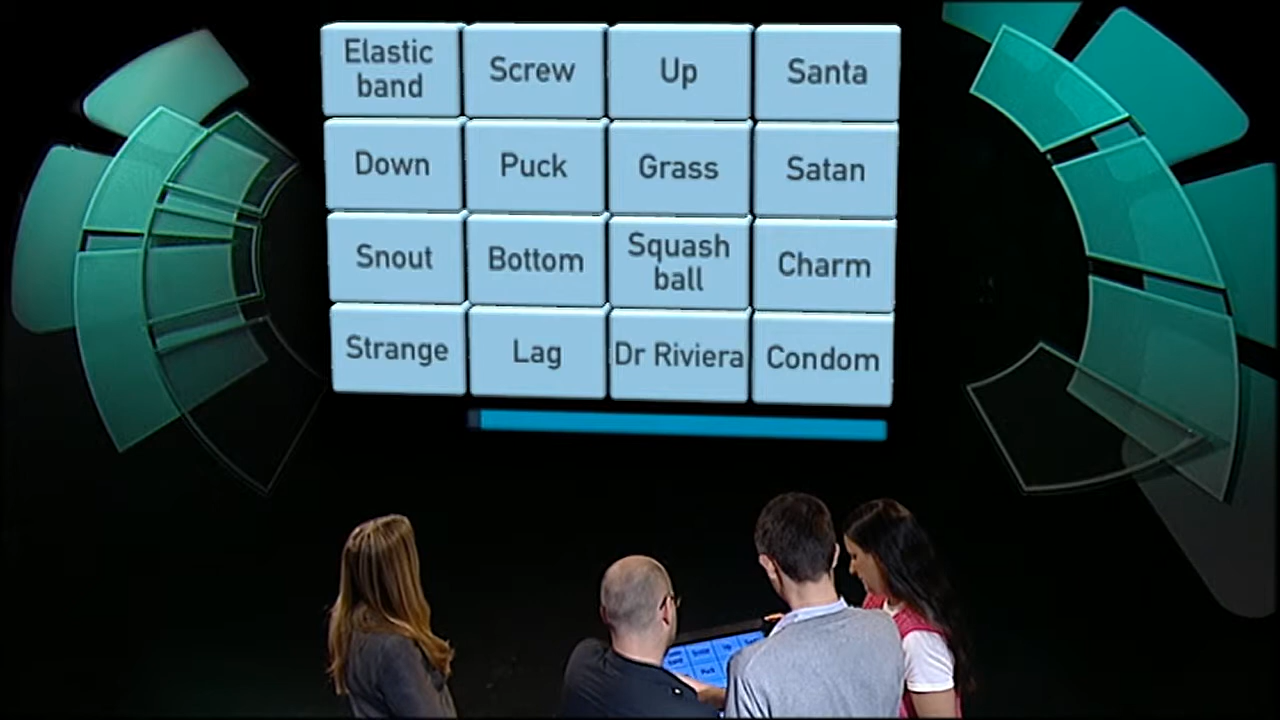 Elastic
band
Screw
Up
Santa
Down
Puck
Grass
Satan
Snout
Bottom
Squash
ball
Charm
Strange
Lag
Dr Riviera
Condom